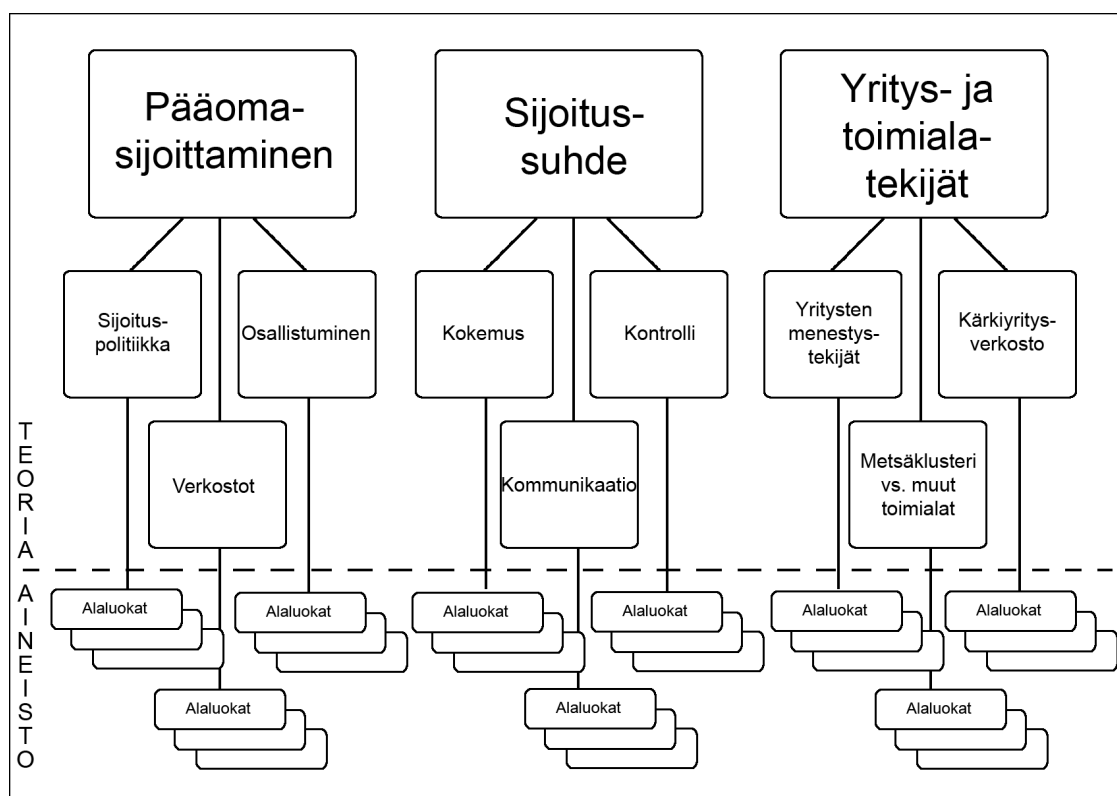 Pääoma-
sijoittaminen
Sijoitus-
suhde
Yritys- ja
toimiala-
tekijät
Sijoitus-
politiikka
Osallistuminen
Kokemus
Kontrolli
Yritysten
menestys-
tekijät
Kärkiyritys-
verkosto
Verkostot
Kommunikaatio
Metsäklusteri
vs. muut
toimialat
TEORIA
AINEISTO
Alaluokat
Alaluokat
Alaluokat
Alaluokat
Alaluokat
Alaluokat
Alaluokat
Alaluokat
Alaluokat